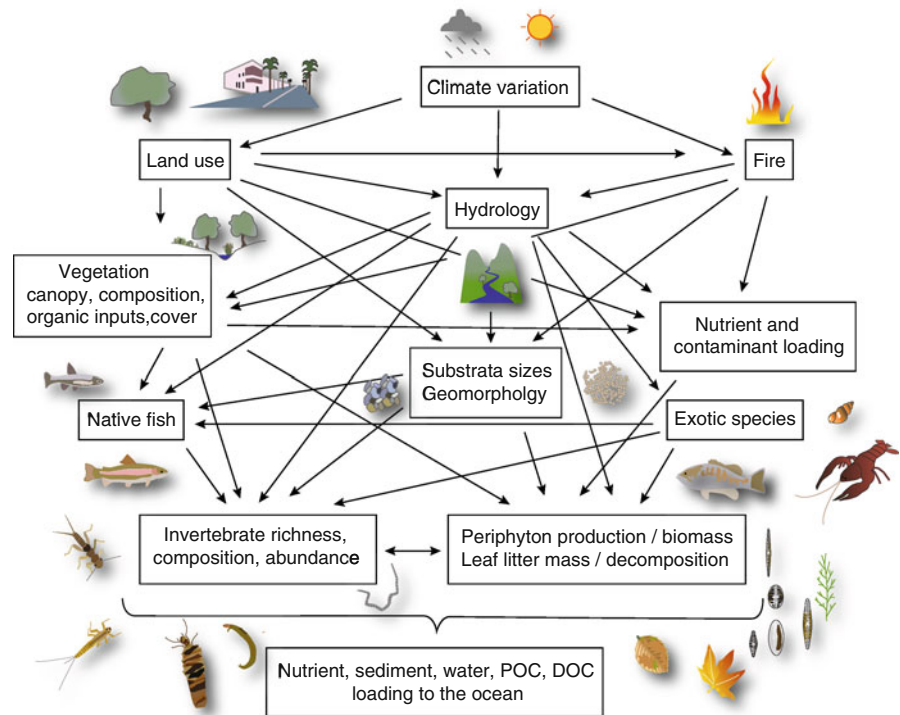 Climate variation
Land use
Fire
Hydrology
Vegetation
canopy, composition,
organic inputs,cover
Nutrient and
contaminant loading
Substrata sizes
Geomorpholgy
Native fish
Exotic species
Invertebrate richness,
composition, abundance
Periphyton production / biomass
Leaf litter mass / decomposition
Nutrient, sediment, water, POC, DOC
loading to the ocean